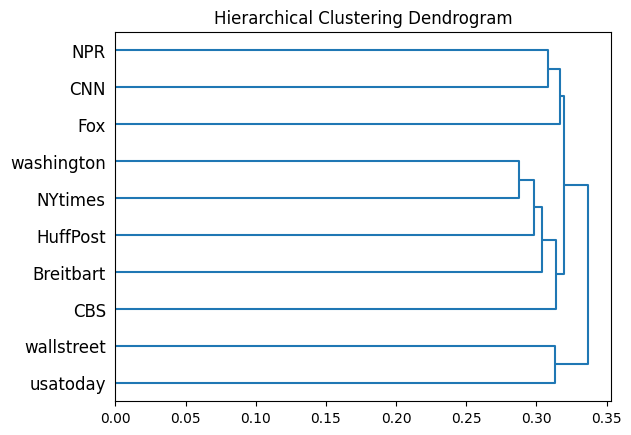 Hierarchical Clustering Dendrogram
NPR
CNN
Fox
washington
NYtimes
HuffPost
Breitbart
CBS
wallstreet
usatoday
0.00 0.05 0.10 0.15 0.20 0.25 0.30 0.35